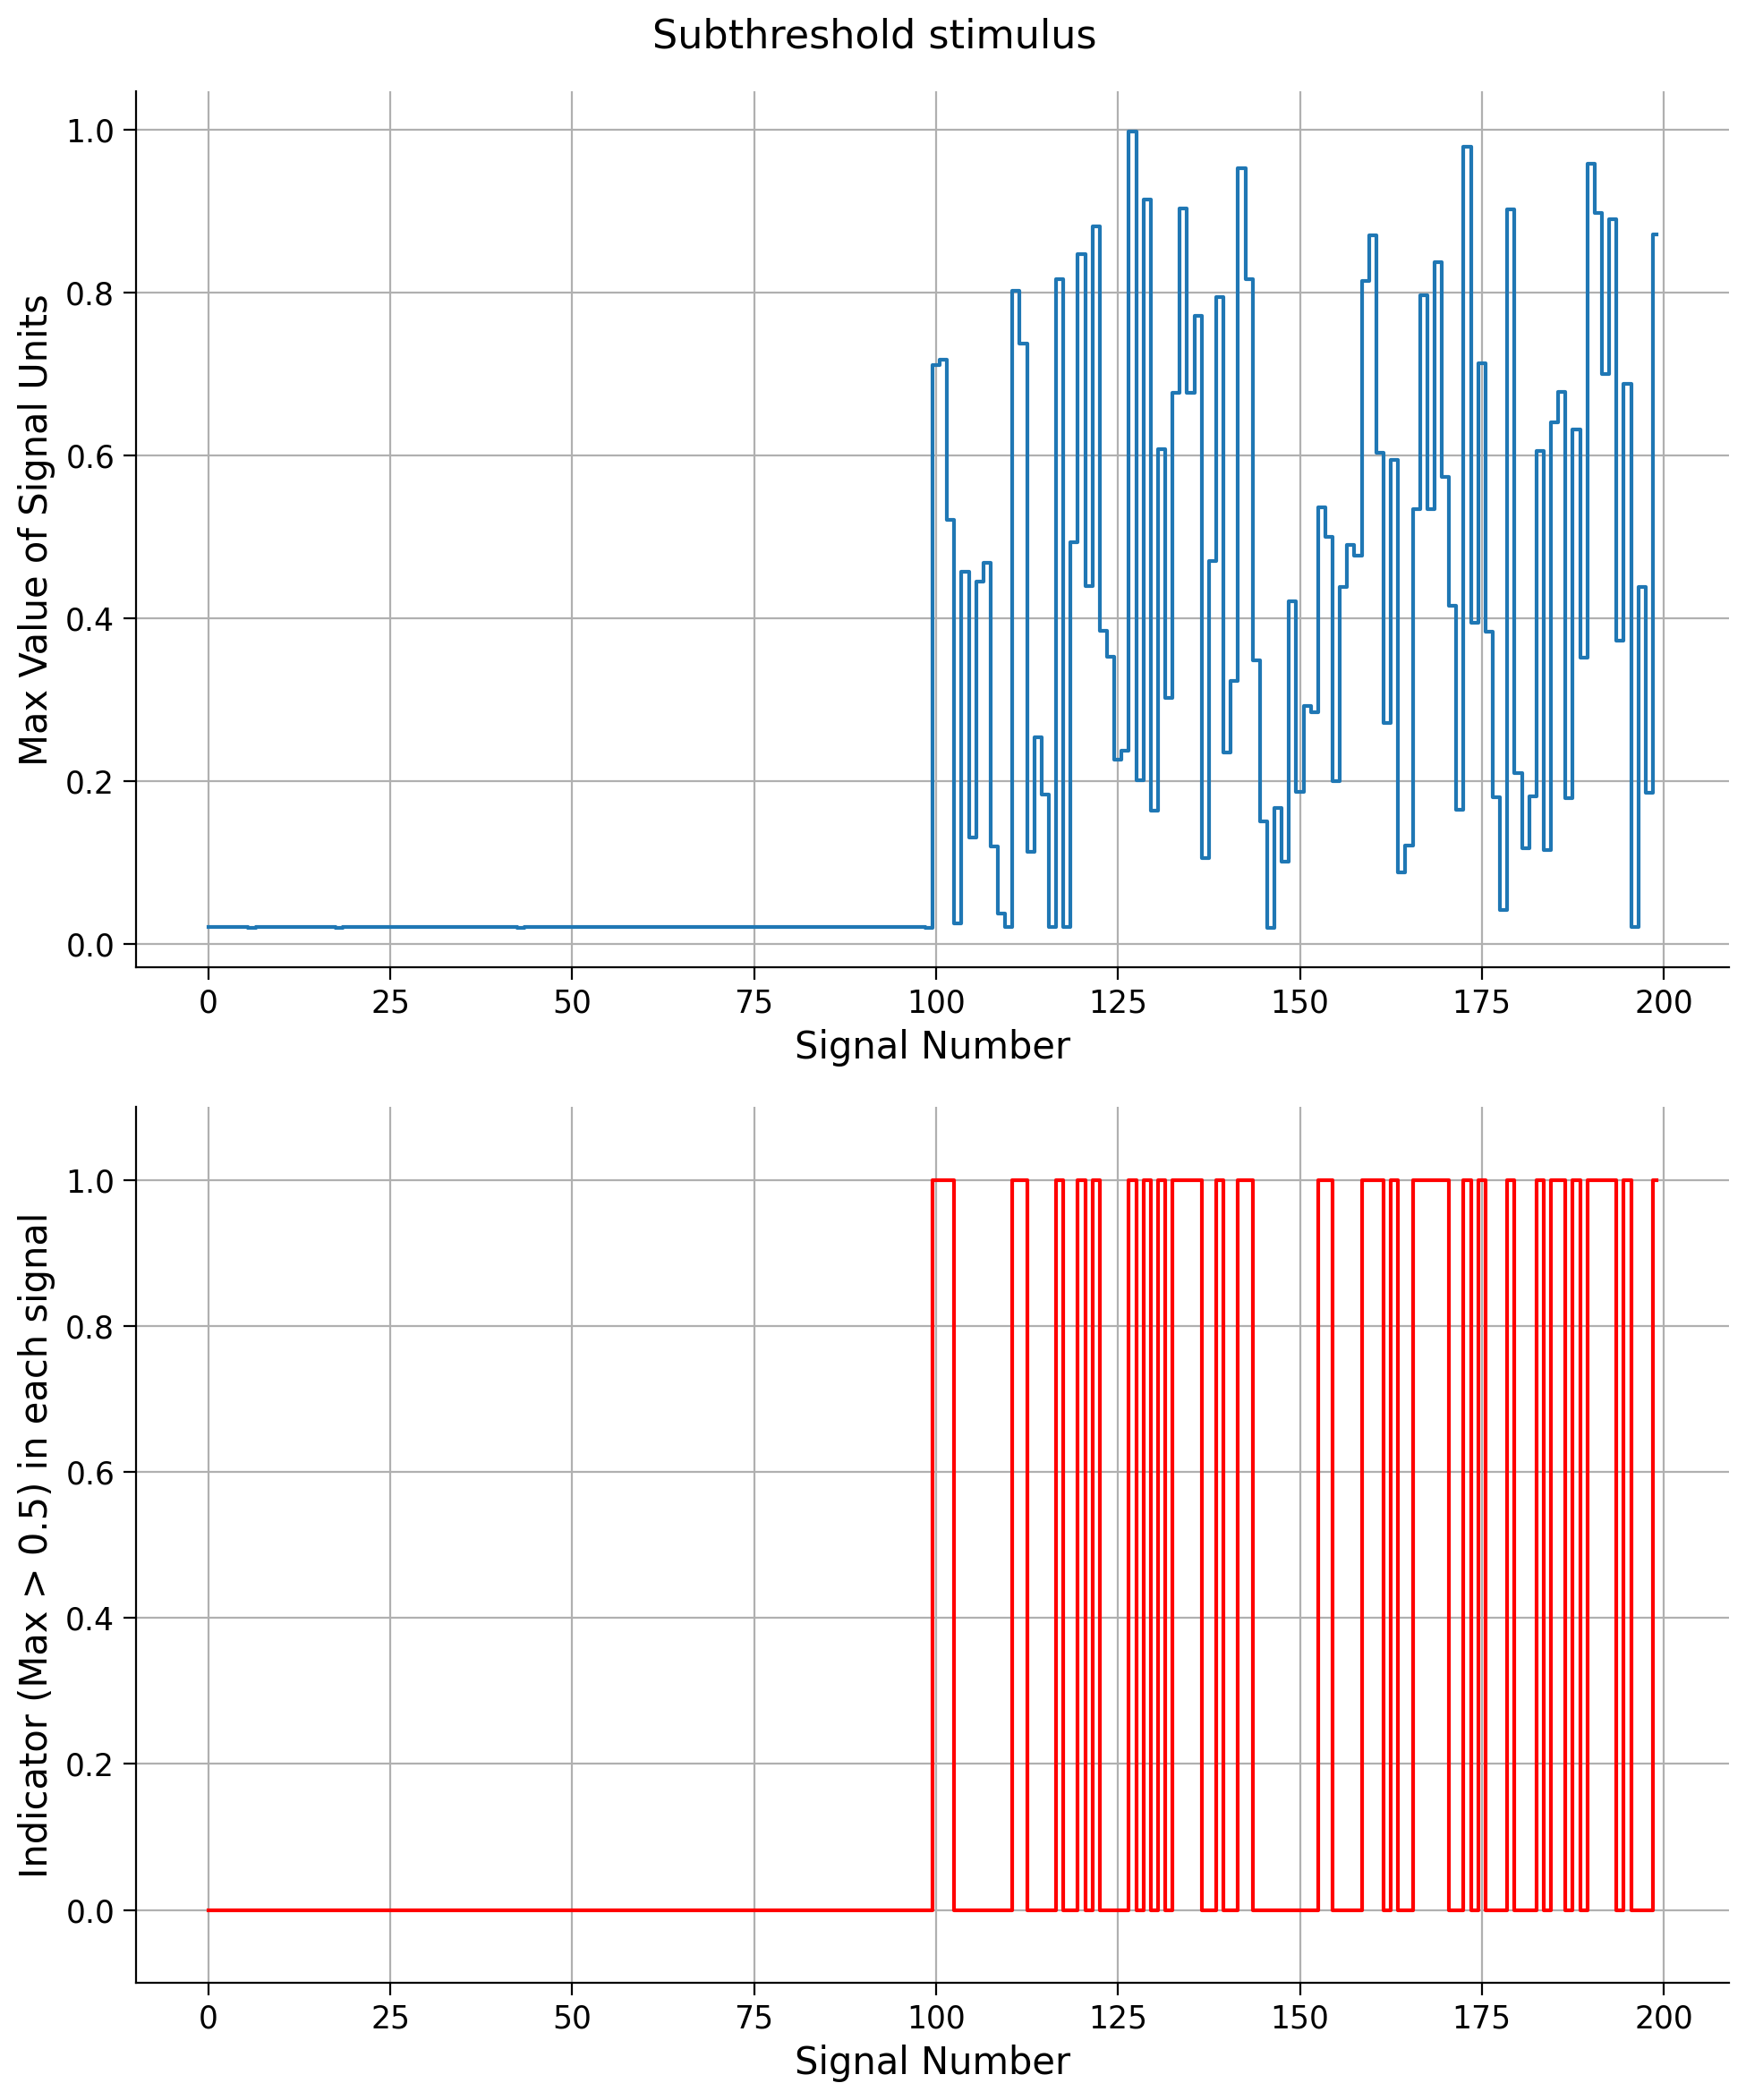 Subthreshold stimulus
Max Value of Signal Units
1.0
0.8
0.6
0.4
0.2
0.0
0 25 50 75 100 125 150 175 200
Signal Number
Indicator (Max > 0.5) in each signal
1.0
0.8
0.6
0.4
0.2
0.0
0 25 50 75 100 125 150 175 200
Signal Number